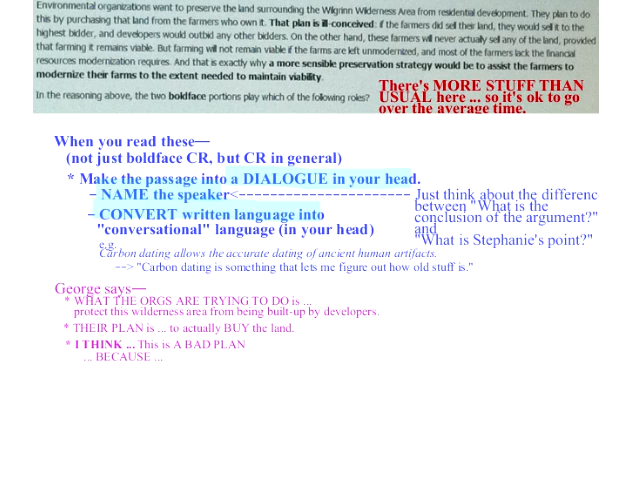 Environmental organizations want to preserve the land surrounding the Wilgrinn Wilderness Area from residential development. They plan to do
this by purchasing that land from the farmers who own it. That plan is ill-conceived: if the farmers did sell their land, they would sell it to the
highest bidder, and developers would outbid any other bidders. On the other hand, these farmers will never actually sell any of the land, provided
that farming it remains viable. But farming will not remain viable if the farms are left unmodernized, and most of the farmers lack the financial
resources modernization requires. And that is exactly why a more sensible preservation strategy would be to assist the farmers to
modernize their farms to the extent needed to maintain viability.
In the reasoning above, the two boldface portions play which of the following roles?
There's MORE STUFF THAN
USUAL here ... so it's ok to go
over the average time.
When you read these—
(not just boldface CR, but CR in general)
* Make the passage into a DIALOGUE in your head.
– NAME the speaker<-----------------------
– CONVERT written language into
"conversational" language (in your head)
Just think about the differenc
between "What is the
conclusion of the argument?"
and
"What is Stephanie's point?"
e.g.
Carbon dating allows the accurate dating of ancient human artifacts.
--> "Carbon dating is something that lets me figure out how old stuff is."
George says—
* WHAT THE ORGS ARE TRYING TO DO is ...
protect this wilderness area from being built-up by developers.
* THEIR PLAN is ... to actually BUY the land.
* I THINK ... This is A BAD PLAN
... BECAUSE ...